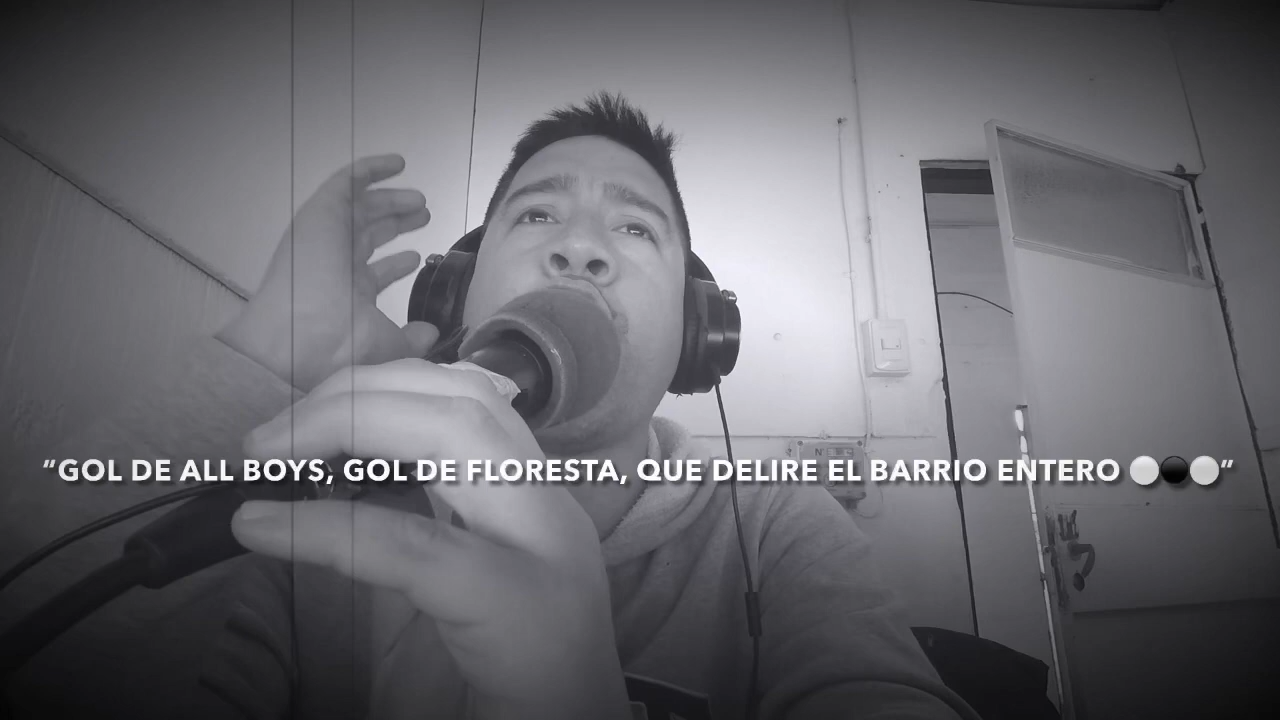 “GOL DE ALL BOYS, GOL DE FLORESTA, QUE DELIRE EL BARRIO ENTERO ⚪⚫⚪”